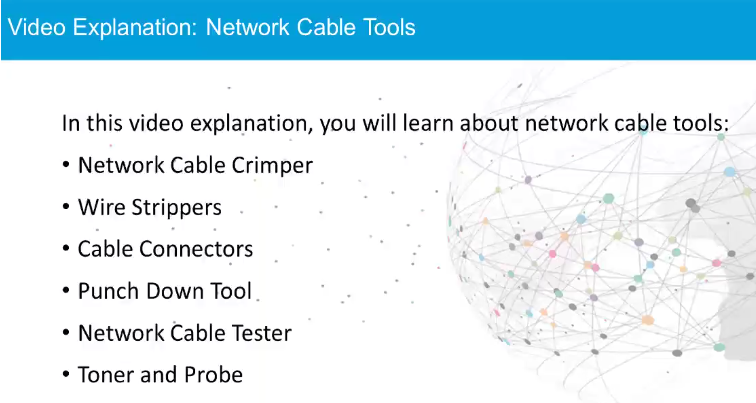 Video Explanation: Network Cable Tools
In this video explanation, you will learn about network cable tools:
• Network Cable Crimper
• Wire Strippers
• Cable Connectors
• Punch Down Tool
• Network Cable Tester
• Toner and Probe